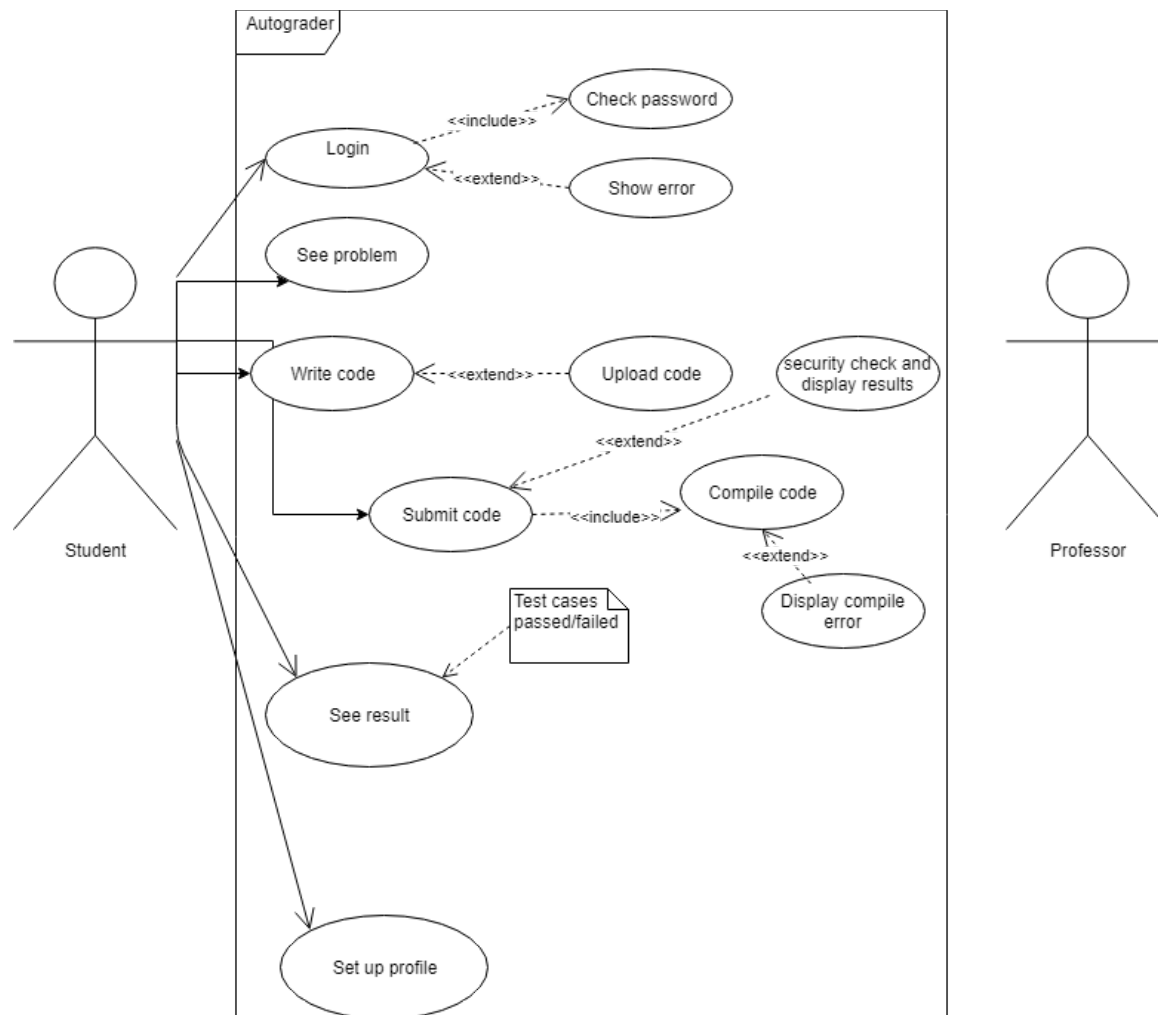 Autograder
Check password
<<include>>
Login
<<extend>>
Show error
See problem
Write code
<<extend>>
Upload code
security check and
display results
<<extend>>
Submit code
<<include>>
Compile code
<<extend>>
Student
Professor
Test cases
passed/failed
Display compile
error
See result
Set up profile